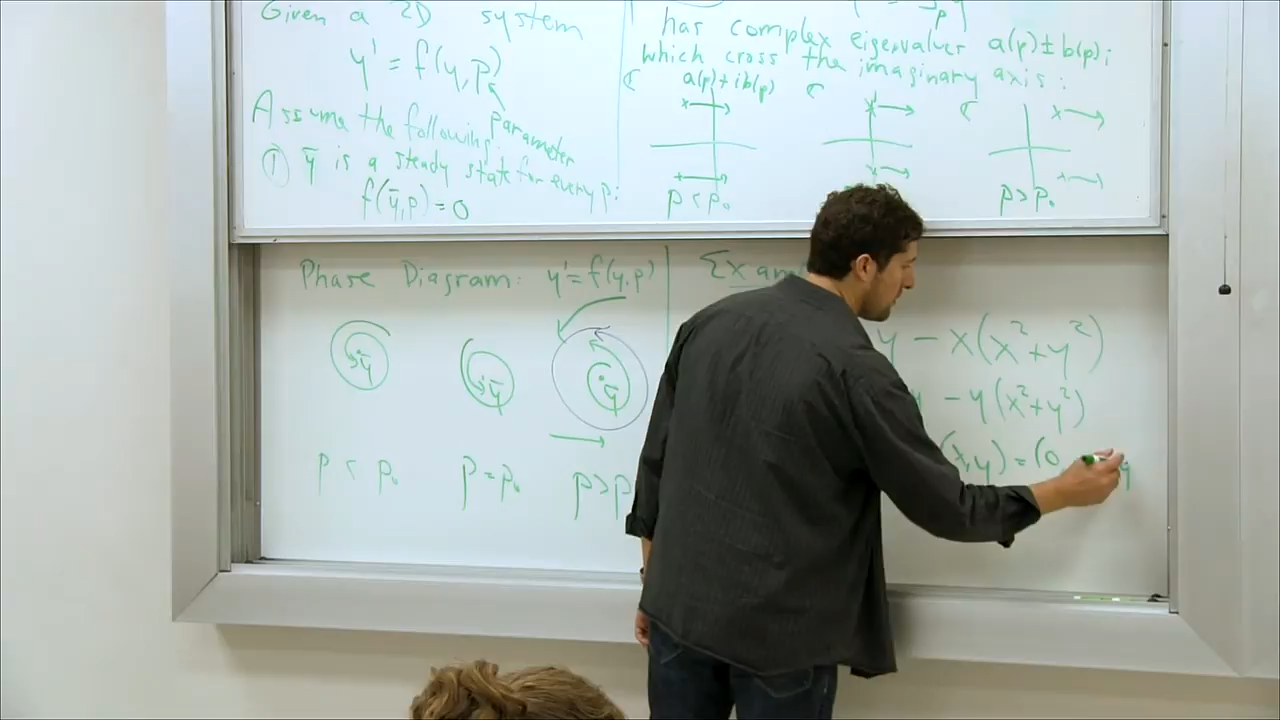 Given a 2D system
y' = f(y,p)
parameter
Assume the following:
① ȳ is a steady state for every p:
f(ȳ,p) = 0
has complex eigenvalues a(p)±b(p)i
which cross the imaginary axis:
a(p)+ib(p)
p < p₀
p > p₀
Phase Diagram: y' = f(y,p)
ȳ
ȳ
ȳ
p < p₀
p = p₀
p > p
Exam
y - x(x²+y²)
- y(x²+y²)
(x,y) = (0